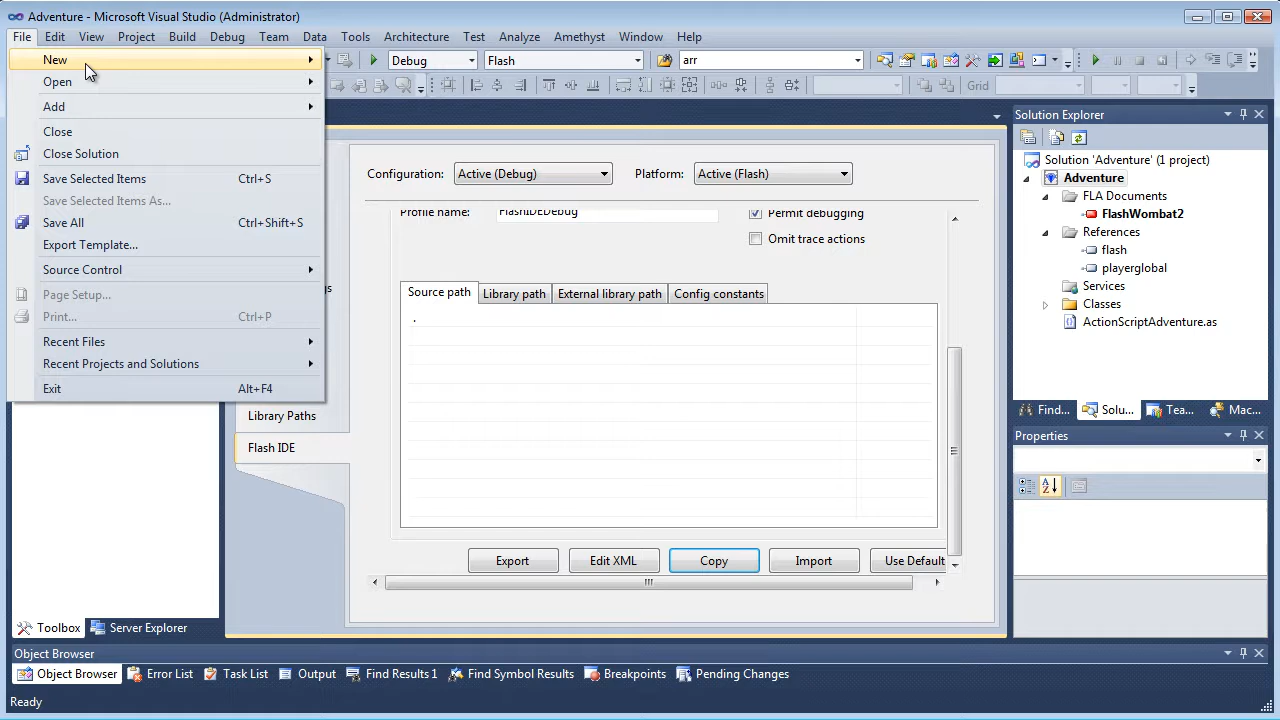 Adventure - Microsoft Visual Studio (Administrator)
File Edit View Project Build Debug Team Data Tools Architecture Test Analyze Amethyst Window Help
New
Debug
Flash
arr
Open
Grid
Add
Close
Close Solution
Save Selected Items Ctrl+S
Save Selected Items As...
Save All Ctrl+Shift+S
Export Template...
Source Control
Page Setup...
Print... Ctrl+P
Recent Files
Recent Projects and Solutions
Exit Alt+F4
Configuration: Active (Debug) Platform: Active (Flash)
Profile name: FlashIDEDebug Permit debugging
Omit trace actions
Source path Library path External library path Config constants
.
Library Paths
Flash IDE
Export Edit XML Copy Import Use Default
Toolbox Server Explorer
Solution Explorer
Solution 'Adventure' (1 project)
Adventure
FLA Documents
FlashWombat2
References
flash
playerglobal
Services
Classes
ActionScriptAdventure.as
Find... Solu... Tea... Mac...
Properties
Object Browser
Object Browser Error List Task List Output Find Results 1 Find Symbol Results Breakpoints Pending Changes
Ready